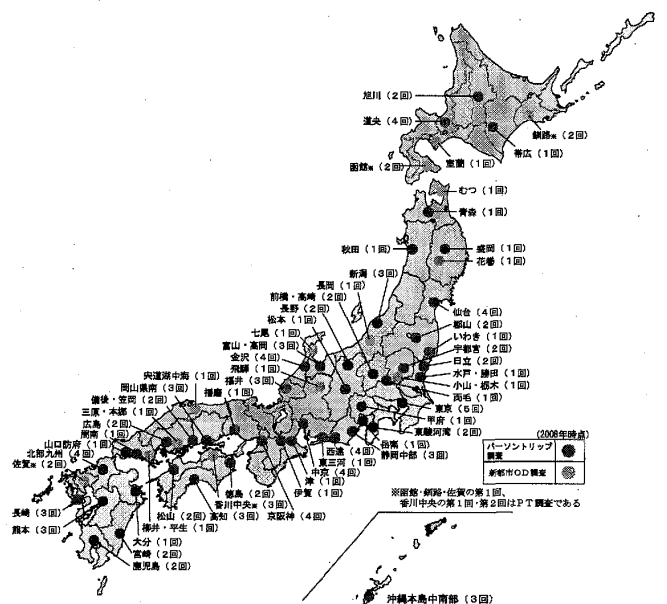 旭川（2回）
道央（4回）
釧路※（2回）
帯広（1回）
室蘭（1回）
函館※（2回）
むつ（1回）
青森（1回）
秋田（1回）
盛岡（1回）
花巻（1回）
新潟（3回）
長岡（1回）
前橋・高崎（2回）
長野（2回）
松本（1回）
七尾（1回）
富山・高岡（3回）
金沢（4回）
飛騨（1回）
福井（3回）
仙台（4回）
郡山（2回）
いわき（1回）
宇都宮（2回）
日立（2回）
水戸・勝田（1回）
小山・栃木（1回）
両毛（1回）
東京（5回）
甲府（1回）
東駿河湾（2回）
岳南（1回）
静岡中部（3回）
宍道湖中海（1回）
岡山県南（3回）
播磨（1回）
備後・笠岡（2回）
三原・本郷（1回）
広島（2回）
周南（1回）
山口防府（1回）
北部九州（4回）
佐賀※（2回）
西遠（4回）
東三河（1回）
中京（4回）
津（1回）
伊賀（1回）
徳島（2回）
香川中央※（3回）
京阪神（4回）
高知（3回）
松山（2回）
柳井・平生（1回）
長崎（3回）
熊本（3回）
大分（1回）
宮崎（2回）
鹿児島（2回）
沖縄本島中南部（3回）
（2008年時点）
パーソントリップ
調査
新都市OD調査
※函館・釧路・佐賀の第1回、
香川中央の第1回・第2回はPT調査である